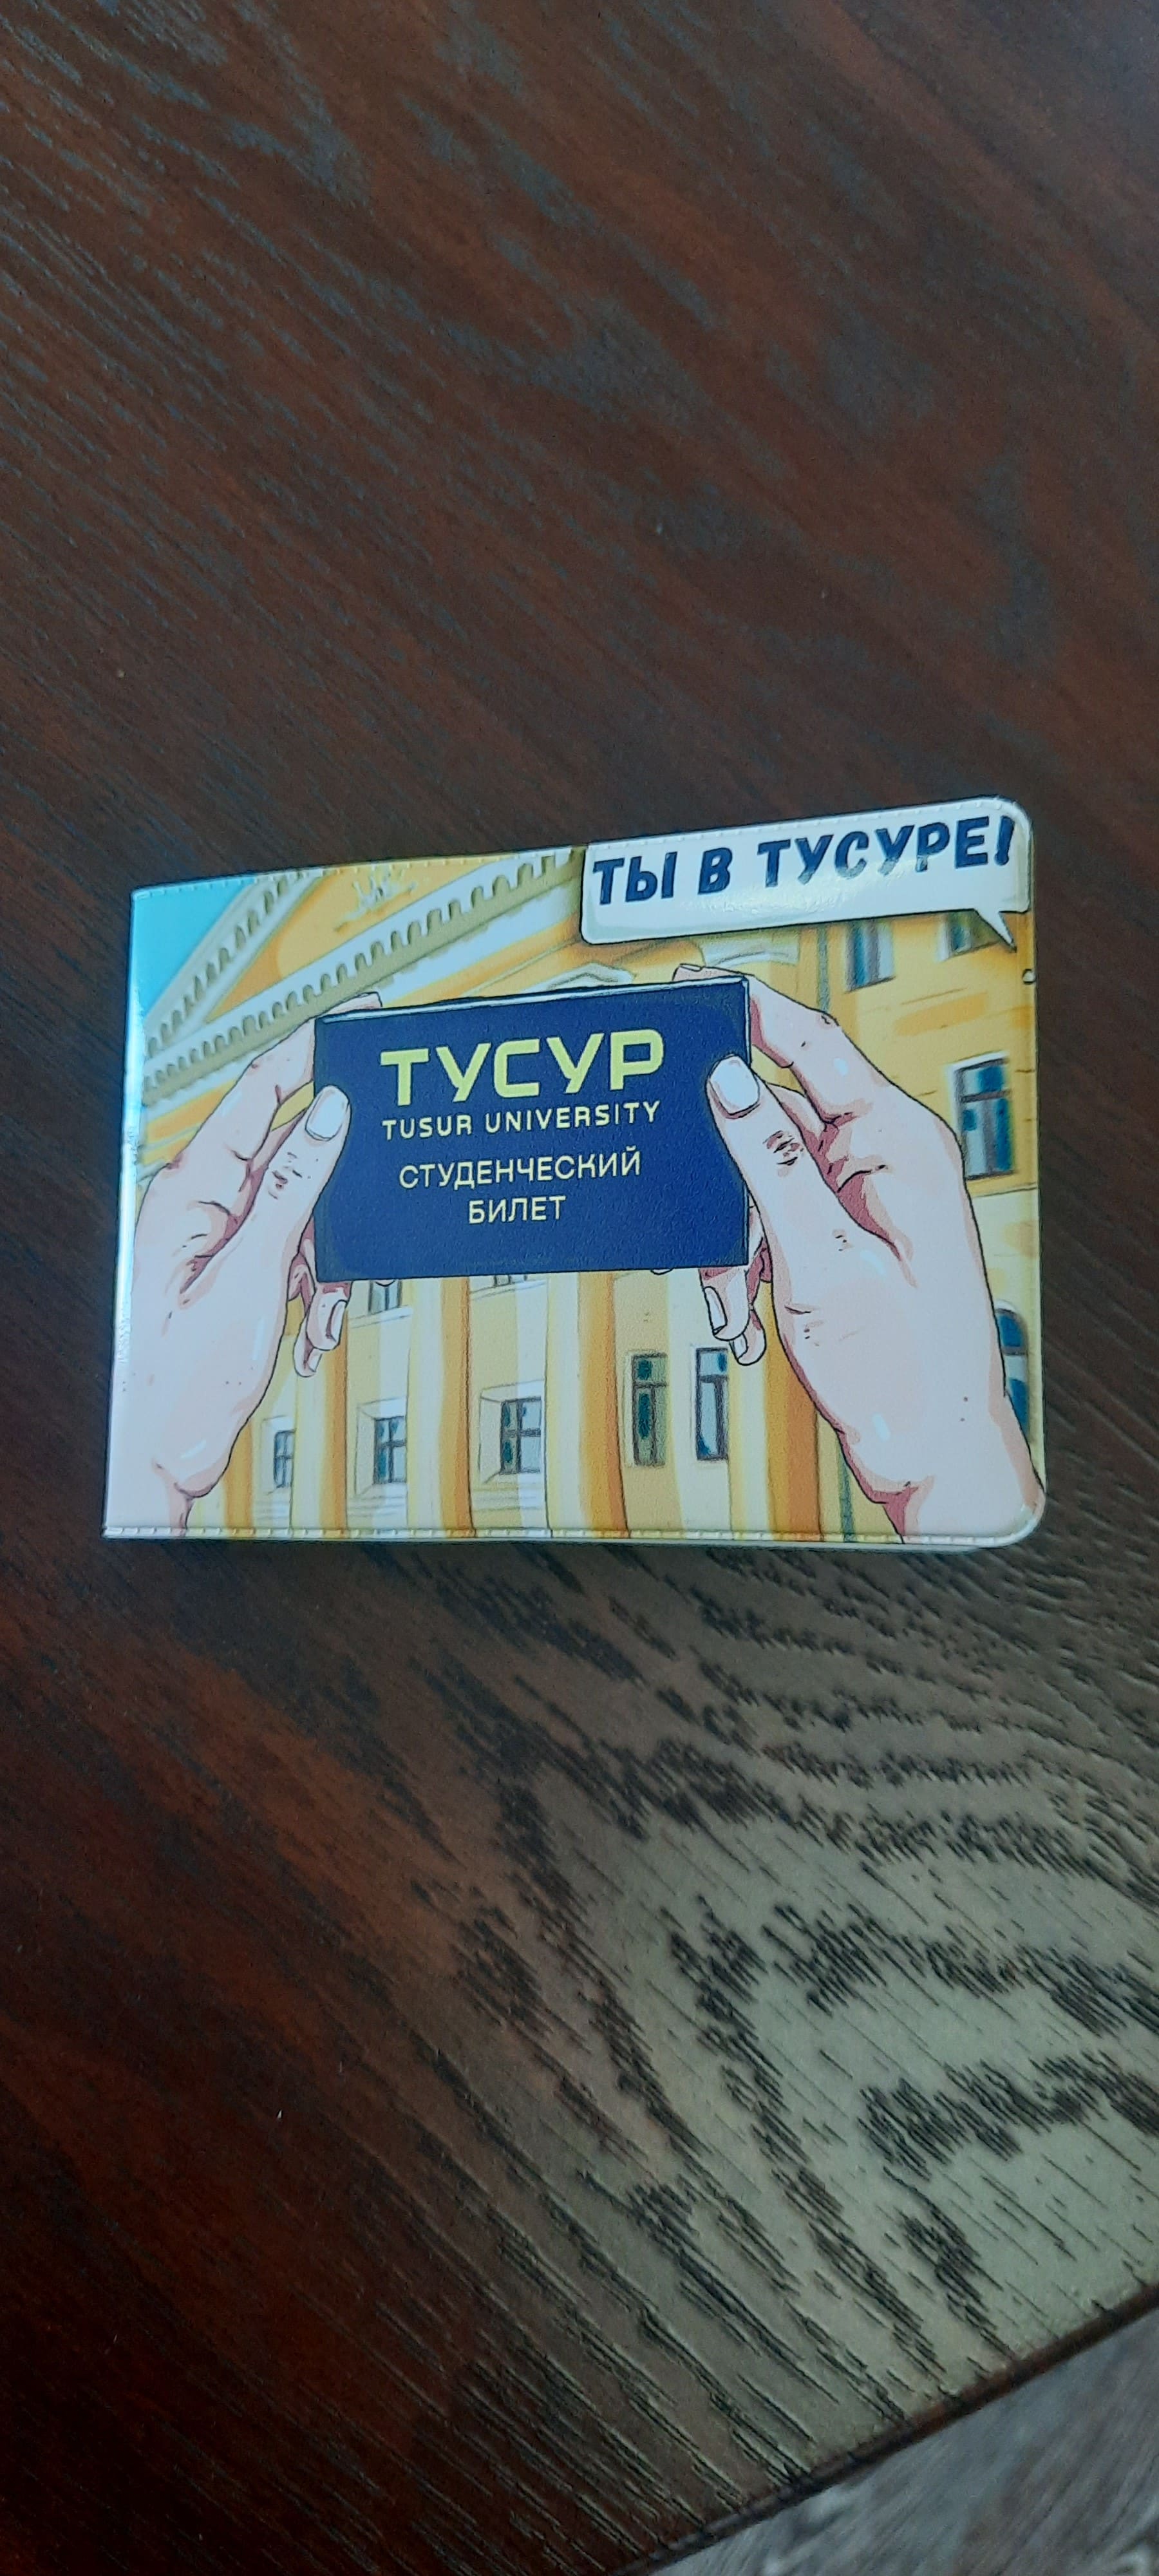 ТЫ В ТУСУРЕ!
ТУСУР
TUSUR UNIVERSITY
СТУДЕНЧЕСКИЙ
БИЛЕТ